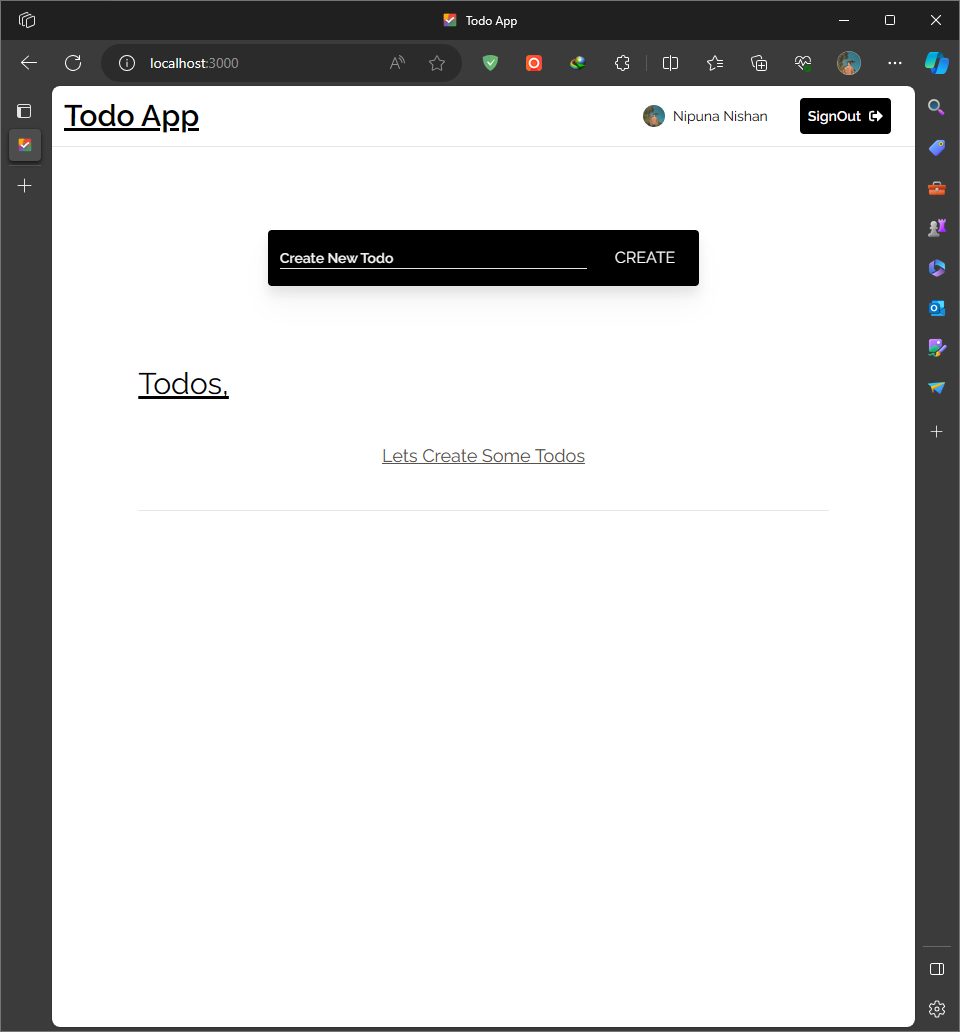 Todo App
localhost:3000
Todo App
Nipuna Nishan
SignOut
Create New Todo
CREATE
Todos,
Lets Create Some Todos